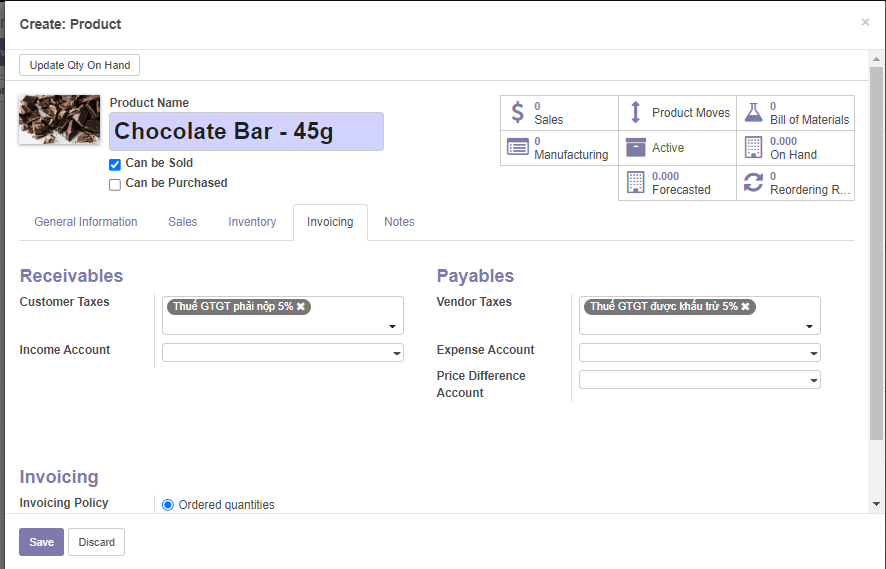 Create: Product
×
Update Qty On Hand
Product Name
Chocolate Bar - 45g
Can be Sold
Can be Purchased
0
Sales
Product Moves
0
Bill of Materials
0
Manufacturing
Active
0.000
On Hand
0.000
Forecasted
0
Reordering R...
General Information
Sales
Inventory
Invoicing
Notes
Receivables
Customer Taxes
Thuế GTGT phải nộp 5% ✖
Income Account
Payables
Vendor Taxes
Thuế GTGT được khấu trừ 5% ✖
Expense Account
Price Difference
Account
Invoicing
Invoicing Policy
Ordered quantities
Save
Discard